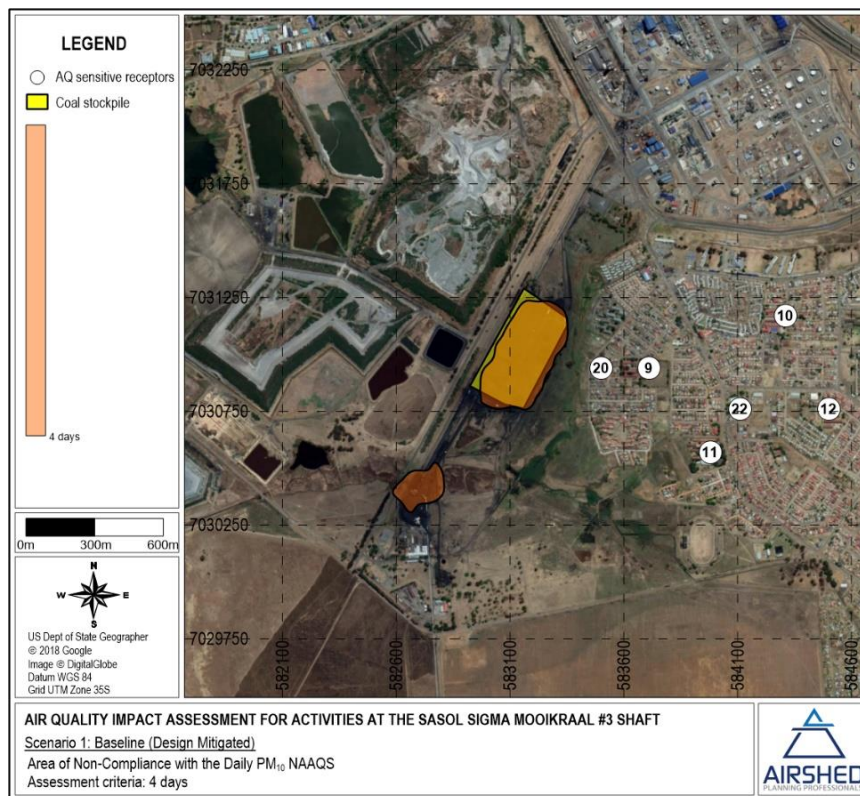 LEGEND
AQ sensitive receptors
Coal stockpile
4 days
0m 300m 600m
N
W E
S
US Dept of State Geographer
© 2018 Google
Image © DigitalGlobe
Datum WGS 84
Grid UTM Zone 35S
7032250
7031750
7031250
7030750
7030250
7029750
582100
582600
583100
583600
584100
584600
10
20
9
22
12
11
AIR QUALITY IMPACT ASSESSMENT FOR ACTIVITIES AT THE SASOL SIGMA MOOIKRAAL #3 SHAFT
Scenario 1: Baseline (Design Mitigated)
Area of Non-Compliance with the Daily PM₁₀ NAAQS
Assessment criteria: 4 days
AIRSHED
PLANNING PROFESSIONALS